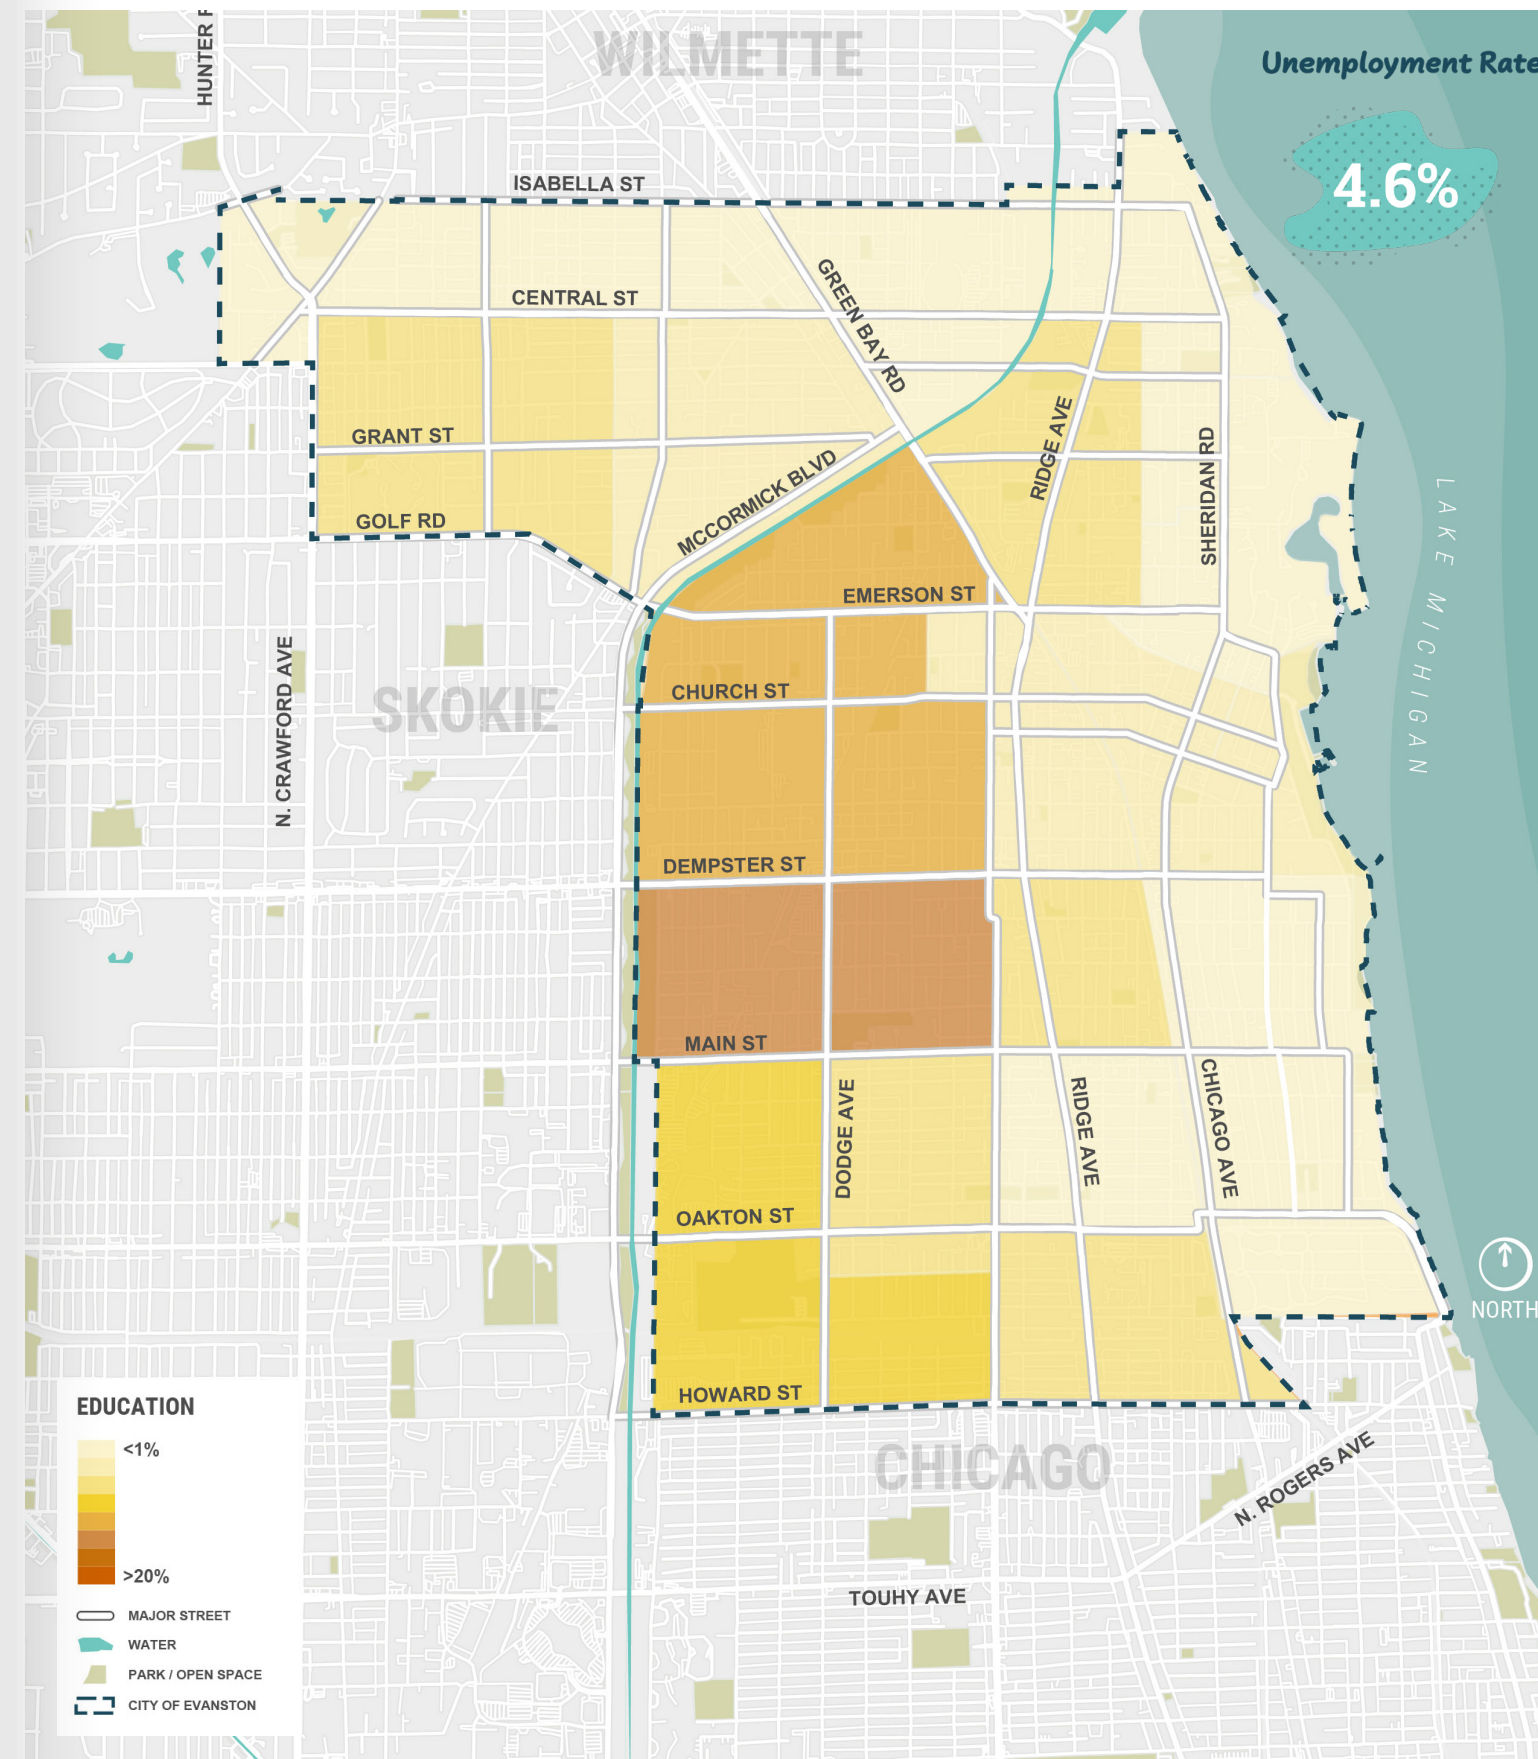 HUNTER R
WILMETTE
Unemployment Rate
4.6%
ISABELLA ST
CENTRAL ST
GREEN BAY RD
GRANT ST
RIDGE AVE
SHERIDAN RD
MCCORMICK BLVD
GOLF RD
LAKE MICHIGAN
EMERSON ST
N. CRAWFORD AVE
SKOKIE
CHURCH ST
DEMPSTER ST
MAIN ST
DODGE AVE
RIDGE AVE
CHICAGO AVE
OAKTON ST
NORTH
HOWARD ST
CHICAGO
N. ROGERS AVE
TOUHY AVE
EDUCATION
<1%
>20%
MAJOR STREET
WATER
PARK / OPEN SPACE
CITY OF EVANSTON